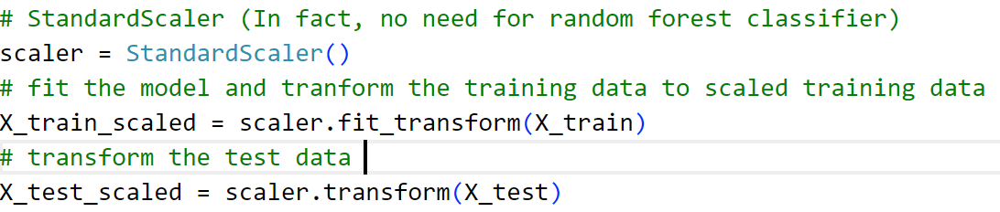 # StandardScaler (In fact, no need for random forest classifier)
scaler = StandardScaler()
# fit the model and tranform the training data to scaled training data
X_train_scaled = scaler.fit_transform(X_train)
# transform the test data
X_test_scaled = scaler.transform(X_test)